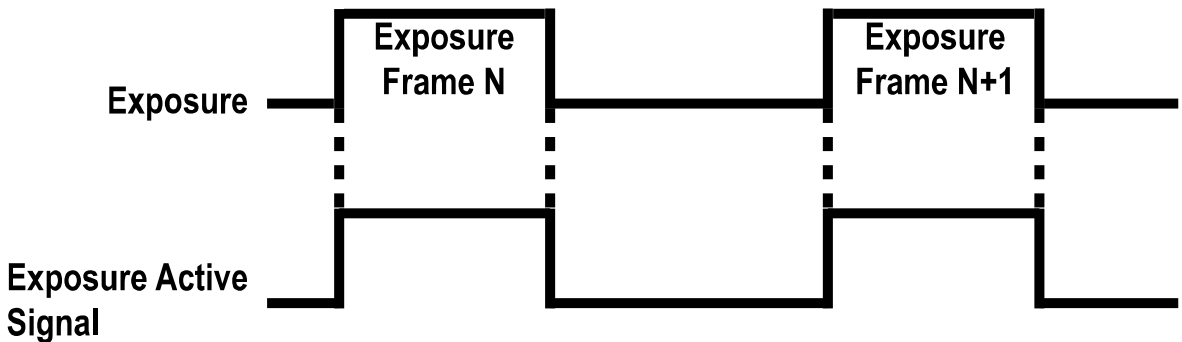 Exposure
Frame N
Exposure
Frame N+1
Exposure
Exposure Active
Signal